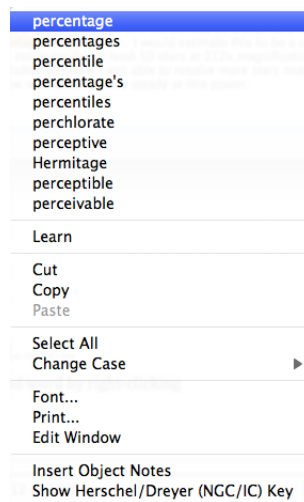 percentage
percentages
percentile
percentage's
percentiles
perchlorate
perceptive
Hermitage
perceptible
perceivable
Learn
Cut
Copy
Paste
Select All
Change Case
Font...
Print...
Edit Window
Insert Object Notes
Show Herschel/Dreyer (NGC/IC) Key